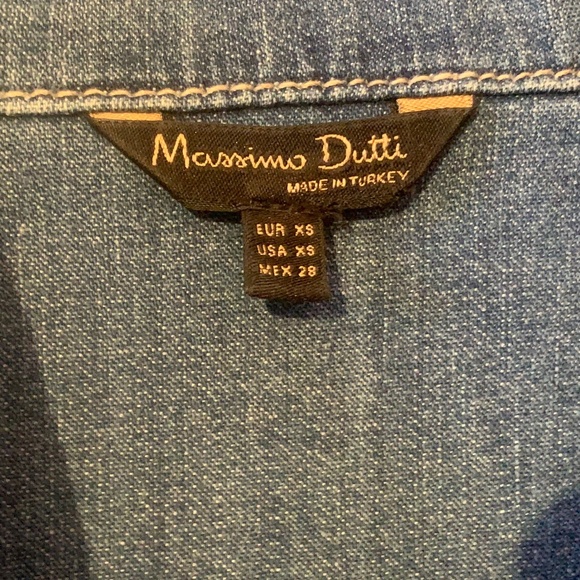 Massimo Dutti
MADE IN TURKEY
EUR XS
USA XS
MEX 28